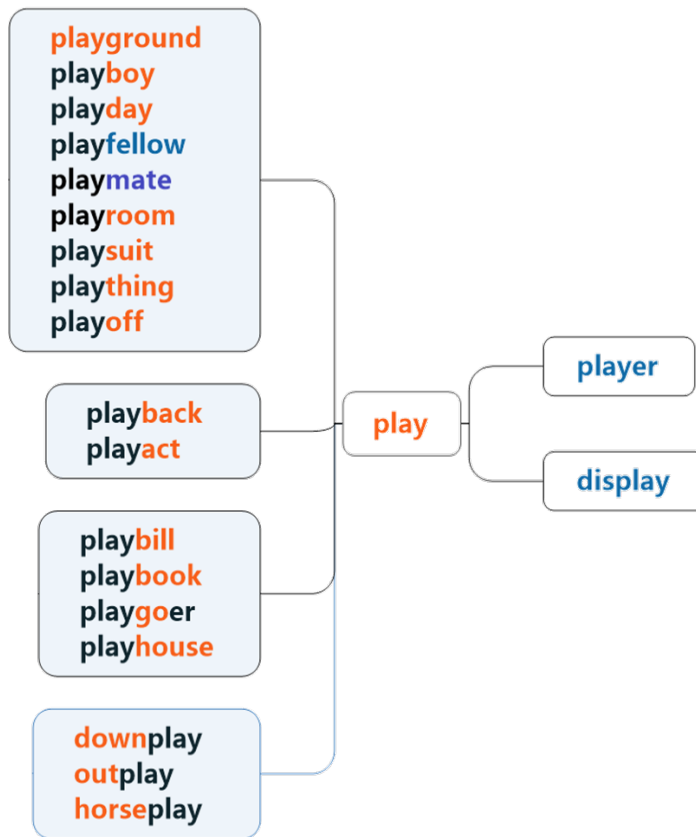 playground
playboy
playday
playfellow
playmate
playroom
playsuit
plaything
playoff
playback
playact
playbill
playbook
playgoer
playhouse
downplay
outplay
horseplay
play
player
display